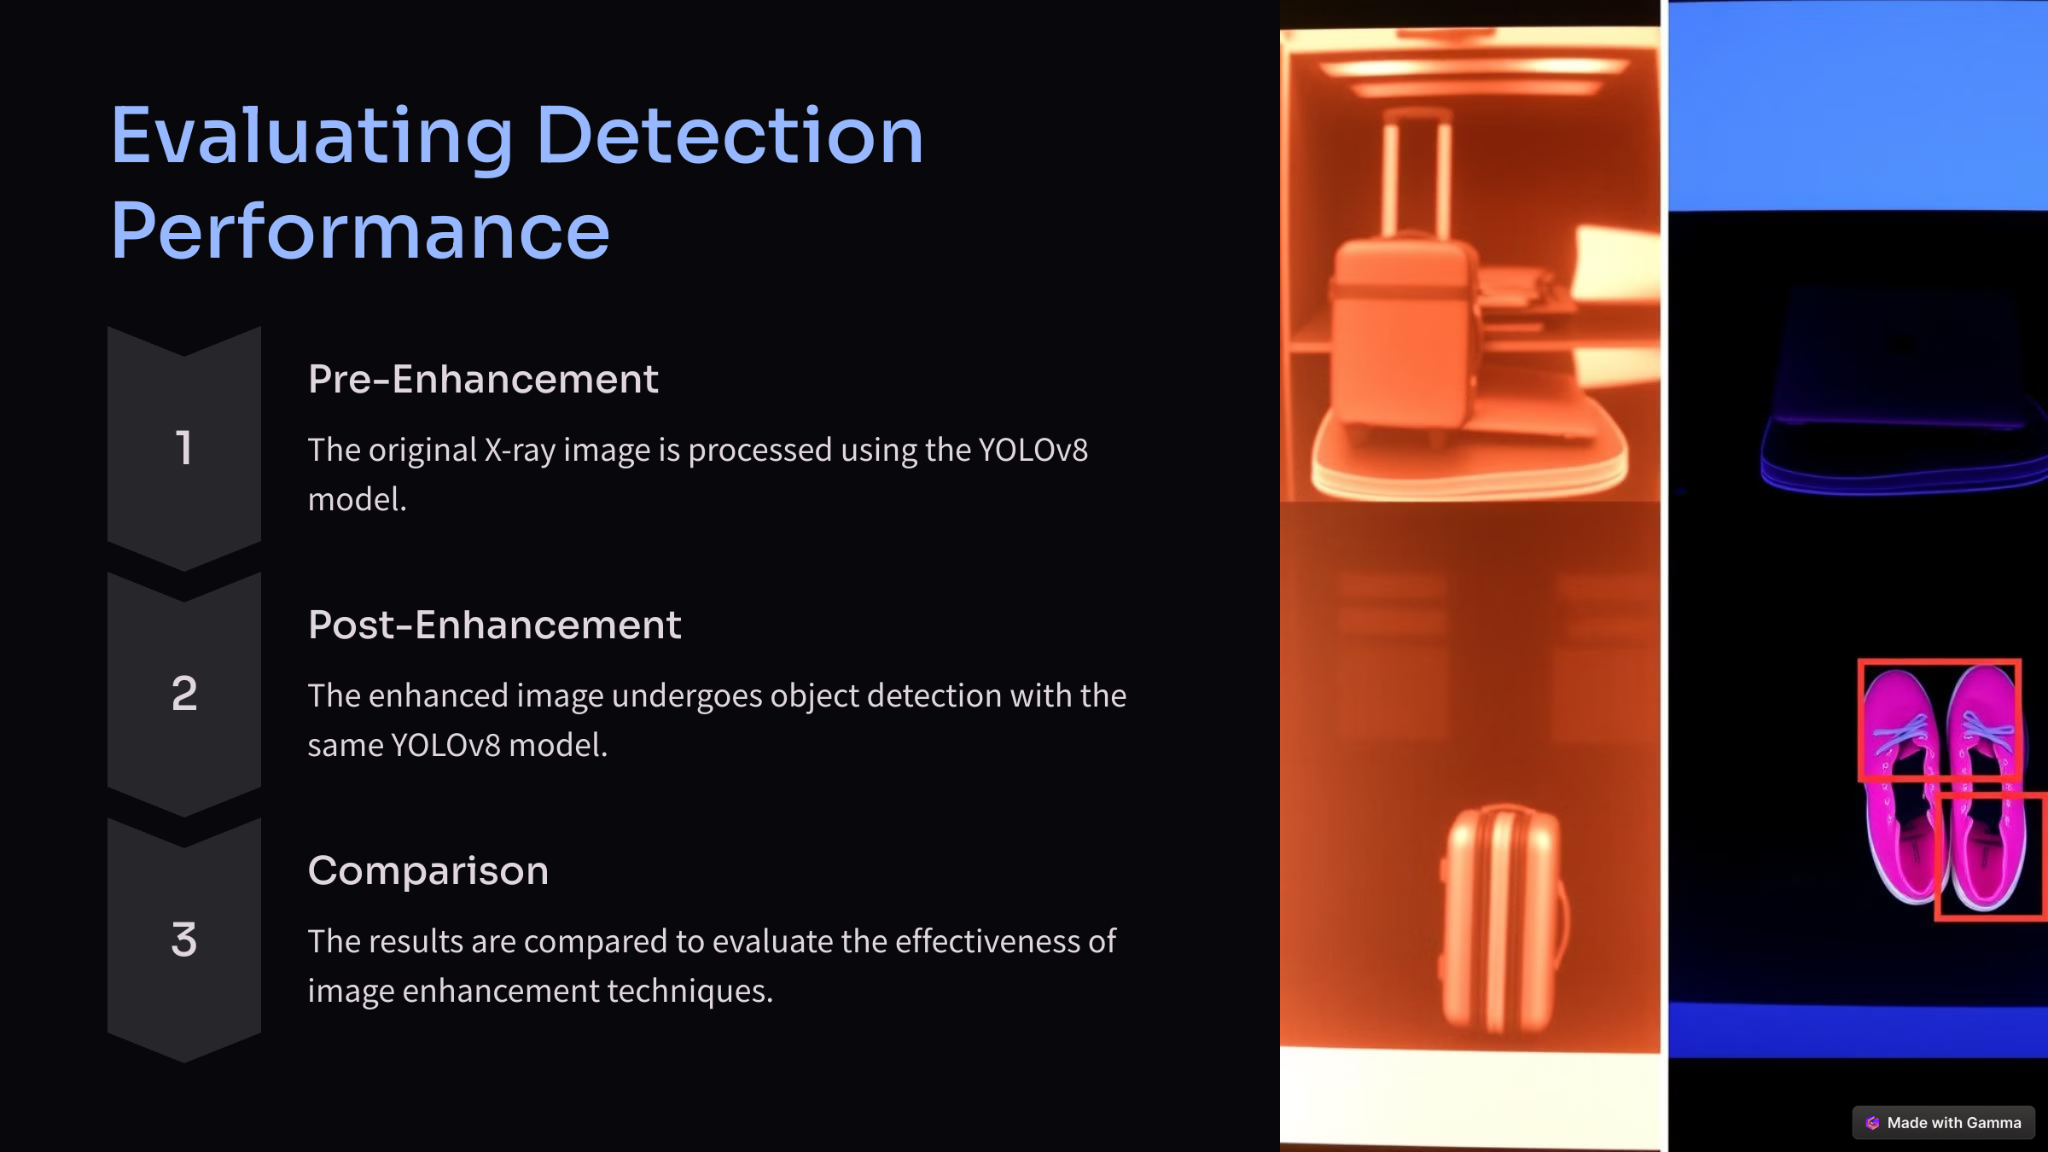 Evaluating Detection
Performance
1
Pre-Enhancement
The original X-ray image is processed using the YOLOv8
model.
2
Post-Enhancement
The enhanced image undergoes object detection with the
same YOLOv8 model.
3
Comparison
The results are compared to evaluate the effectiveness of
image enhancement techniques.
Made with Gamma